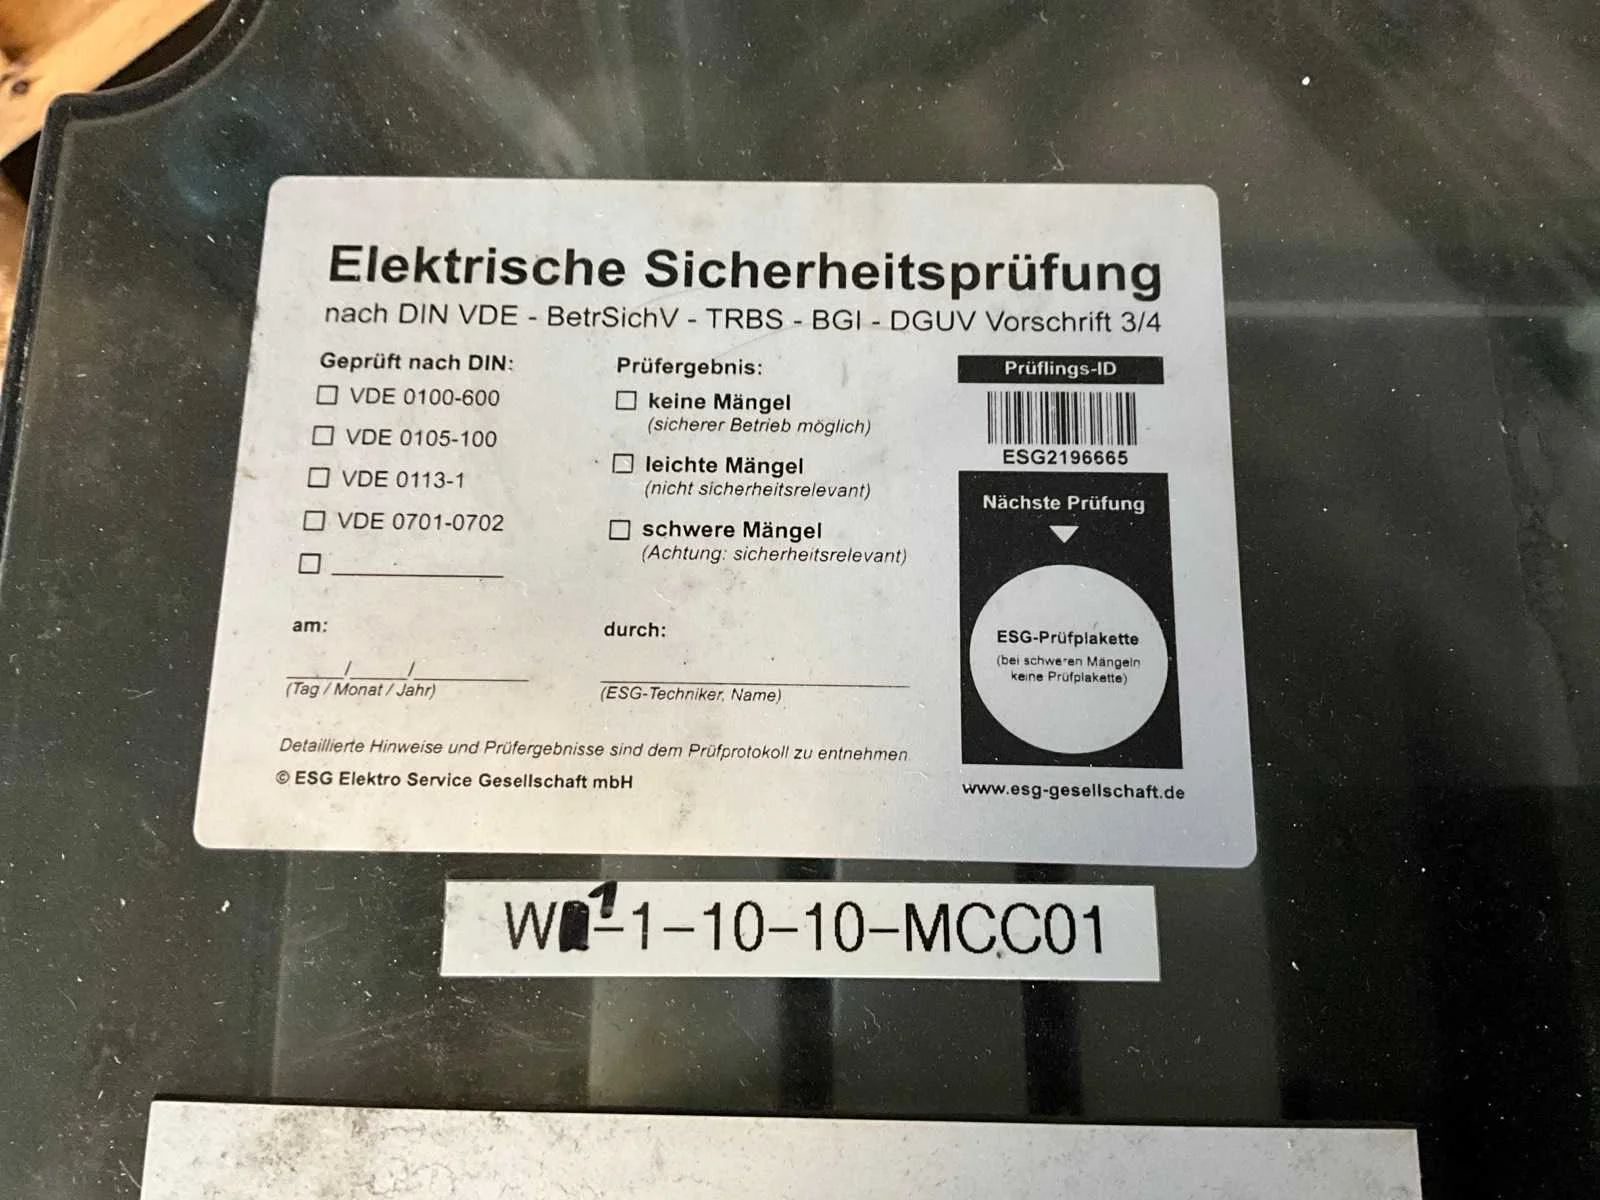 Elektrische Sicherheitsprüfung
nach DIN VDE - BetrSichV - TRBS - BGI - DGUV Vorschrift 3/4
Geprüft nach DIN:
VDE 0100-600
VDE 0105-100
VDE 0113-1
VDE 0701-0702
Prüfergebnis:
keine Mängel
(sicherer Betrieb möglich)
leichte Mängel
(nicht sicherheitsrelevant)
schwere Mängel
(Achtung: sicherheitsrelevant)
Prüflings-ID
ESG2196665
Nächste Prüfung
ESG-Prüfplakette
(bei schweren Mängeln
keine Prüfplakette)
am:
___/___/______
(Tag / Monat / Jahr)
durch:
(ESG-Techniker, Name)
Detaillierte Hinweise und Prüfergebnisse sind dem Prüfprotokoll zu entnehmen
© ESG Elektro Service Gesellschaft mbH
www.esg-gesellschaft.de
W1-1-10-10-MCC01